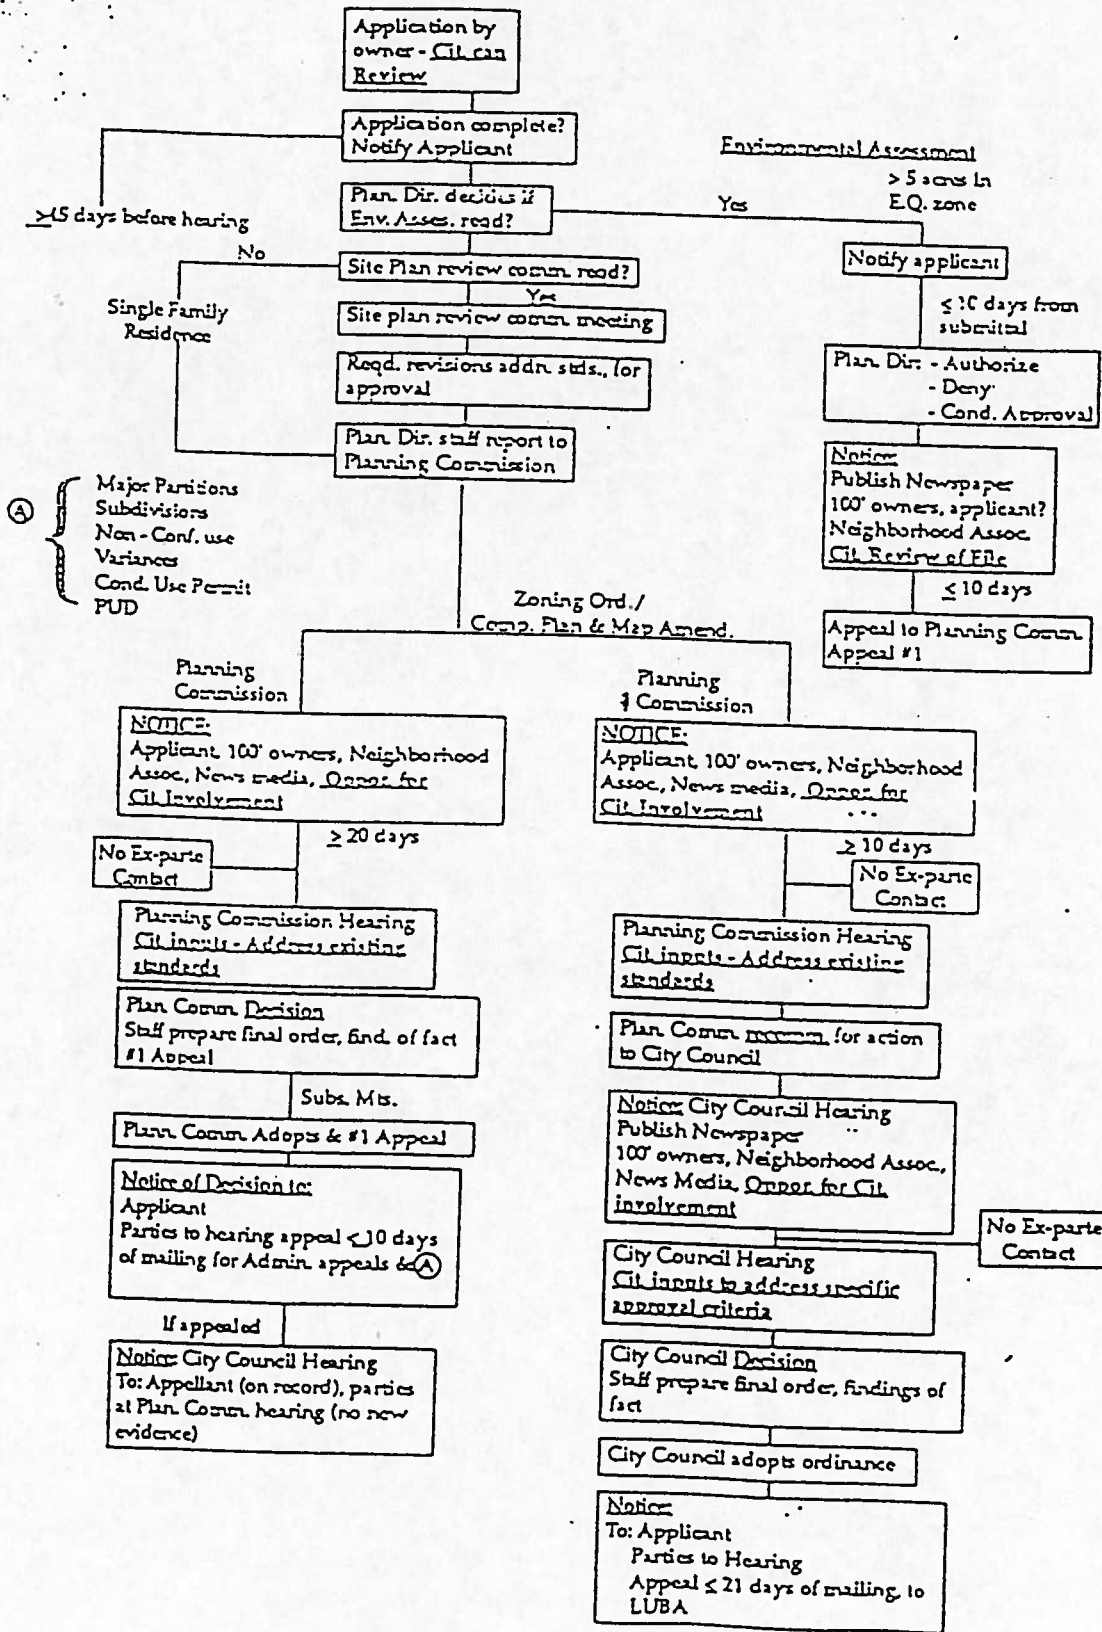 Application by
owner - Cit. can
Review
Application complete?
Notify Applicant
Environmental Assessment
> 5 acres in
E.Q. zone
Plan. Dir. decides if
Env. Asses. reqd?
Yes
≥45 days before hearing
No
Site Plan review comm. reqd?
Notify applicant
Yes
Single Family
Residence
Site plan review comm. meeting
≤ 10 days from
submittal
Reqd. revisions addn. stds., for
approval
Plan. Dir. - Authorize
- Deny
- Cond. Approval
Plan. Dir. staff report to
Planning Commission
Notice:
Publish Newspaper
100' owners, applicant?
Neighborhood Assoc.
Cit. Review of File
A
Major Partitions
Subdivisions
Non - Conf. use
Variances
Cond. Use Permit
PUD
≤ 10 days
Appeal to Planning Comm.
Appeal #1
Zoning Ord./
Comp. Plan & Map Amend.
Planning
Commission
NOTICE:
Applicant, 100' owners, Neighborhood
Assoc., News media, Oppor. for
Cit. Involvement
≥ 20 days
No Ex-parte
Contact
Planning Commission Hearing
Cit. inputs - Address existing
standards
Plan. Comm. Decision
Staff prepare final order, find. of fact
#1 Appeal
Subs. Mts.
Plann. Comm. Adopts & #1 Appeal
Notice of Decision to:
Applicant
Parties to hearing appeal ≤10 days
of mailing for Admin. appeals & A
If appealed
Notice: City Council Hearing
To: Appellant (on record), parties
at Plan. Comm. hearing (no new
evidence)
Planning
Commission
NOTICE:
Applicant, 100' owners, Neighborhood
Assoc., News media, Oppor. for
Cit. Involvement
≥ 10 days
No Ex-parte
Contact
Planning Commission Hearing
Cit. inputs - Address existing
standards
Plan. Comm. recomm. for action
to City Council
Notice: City Council Hearing
Publish Newspaper
100' owners, Neighborhood Assoc.,
News Media, Oppor. for Cit.
involvement
No Ex-parte
Contact
City Council Hearing
Cit. inputs to address specific
approval criteria
City Council Decision
Staff prepare final order, findings of
fact
City Council adopts ordinance
Notice:
To: Applicant
Parties to Hearing
Appeal ≤ 21 days of mailing, to
LUBA